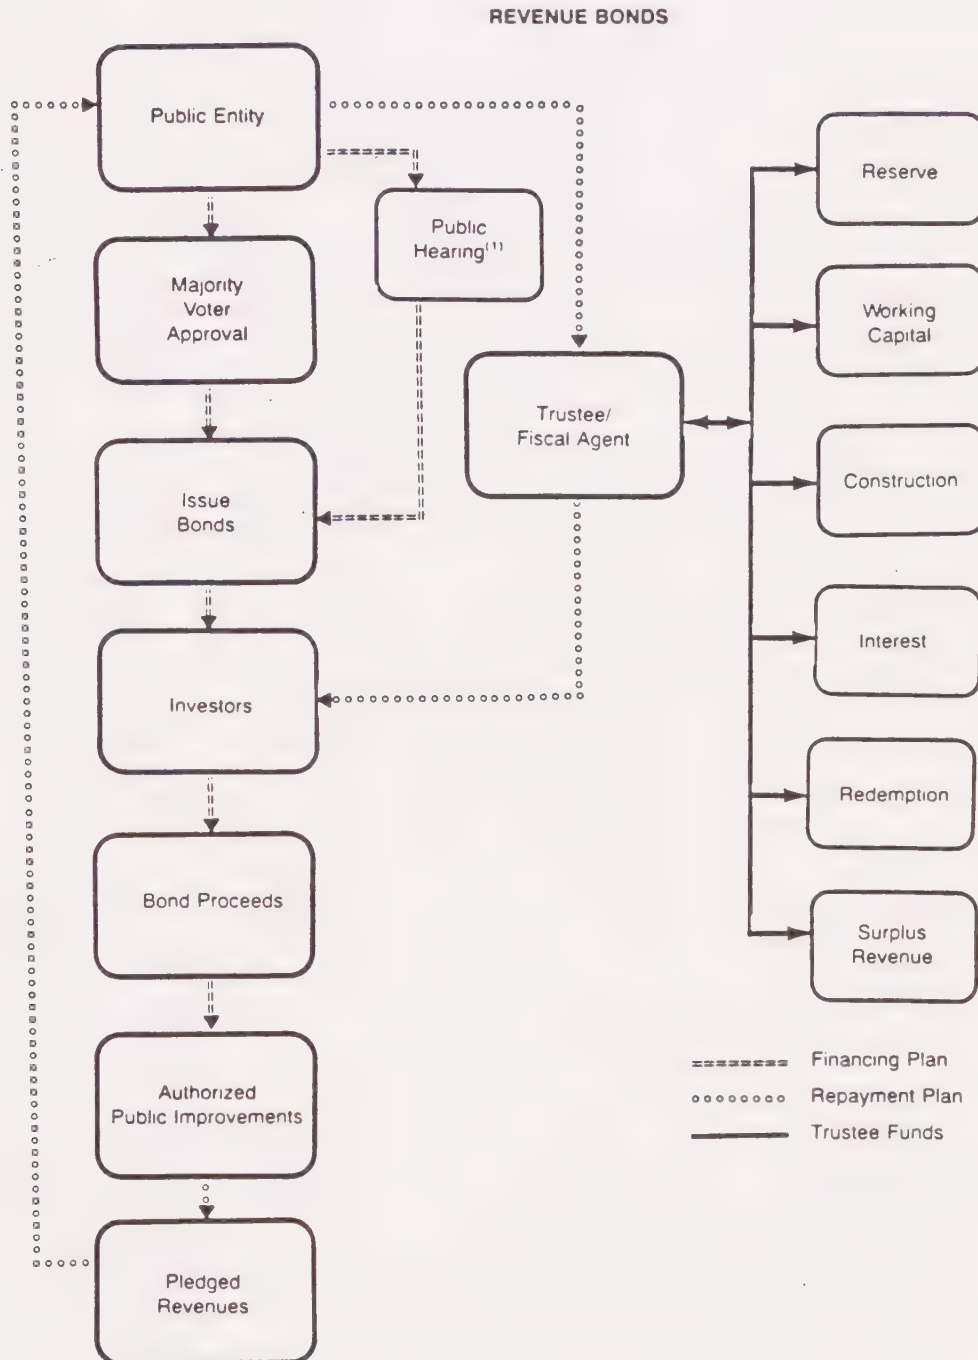 REVENUE BONDS
Public Entity
Public
Hearing(1)
Majority
Voter
Approval
Issue
Bonds
Investors
Bond Proceeds
Authorized
Public Improvements
Pledged
Revenues
Trustee/
Fiscal Agent
Reserve
Working
Capital
Construction
Interest
Redemption
Surplus
Revenue
Financing Plan
Repayment Plan
Trustee Funds